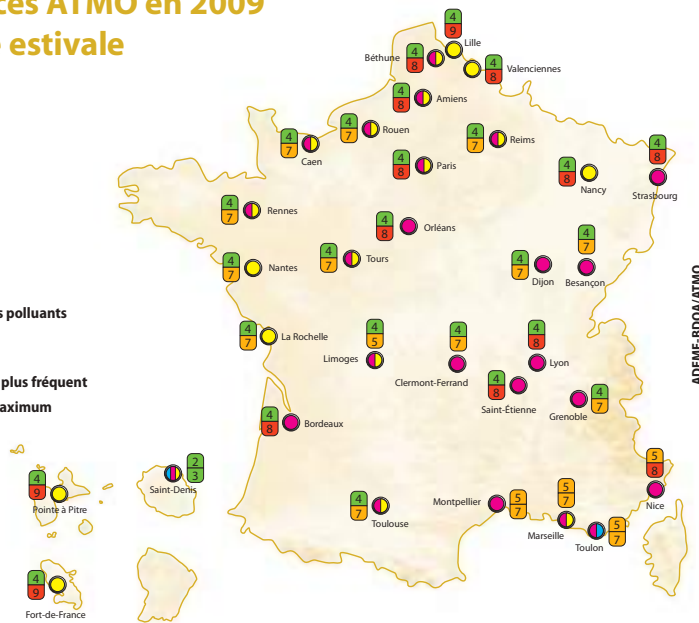 ces ATMO en 2009
estivale
4
9
Lille
Béthune
4
8
4
8
Valenciennes
4
8
Amiens
4
7
Rouen
4
7
Caen
4
7
Reims
4
8
Paris
4
8
Nancy
4
8
Strasbourg
4
7
Rennes
4
8
Orléans
4
7
Nantes
4
7
Tours
4
7
Dijon
4
7
Besançon
s polluants
4
7
La Rochelle
4
5
Limoges
4
7
Clermont-Ferrand
4
8
Lyon
plus fréquent
aximum
4
8
Saint-Étienne
4
7
Grenoble
4
8
Bordeaux
4
9
Pointe à Pitre
2
3
Saint-Denis
4
7
Toulouse
Montpellier
5
7
5
7
Marseille
5
7
Toulon
5
8
Nice
4
9
Fort-de-France
ADEME-BDQA/ATMO